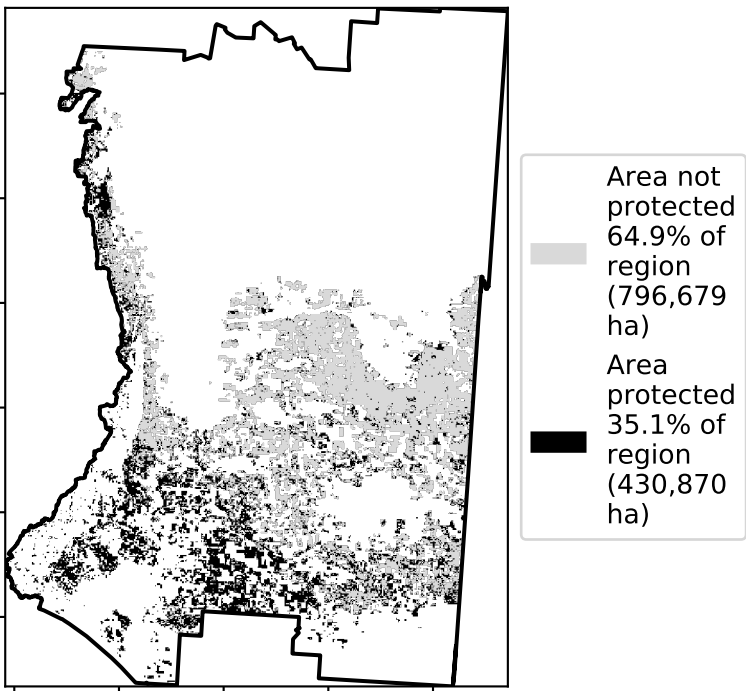 Area not
protected
64.9% of
region
(796,679
ha)
Area
protected
35.1% of
region
(430,870
ha)